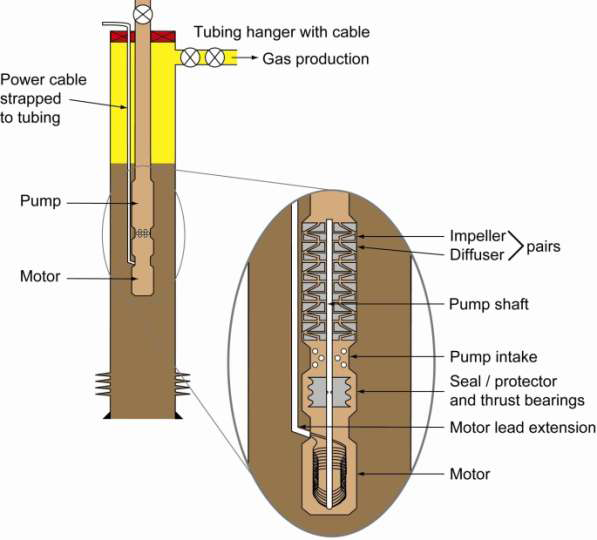 Tubing hanger with cable
Gas production
Power cable
strapped
to tubing
Pump
Motor
Impeller
Diffuser
pairs
Pump shaft
Pump intake
Seal / protector
and thrust bearings
Motor lead extension
Motor